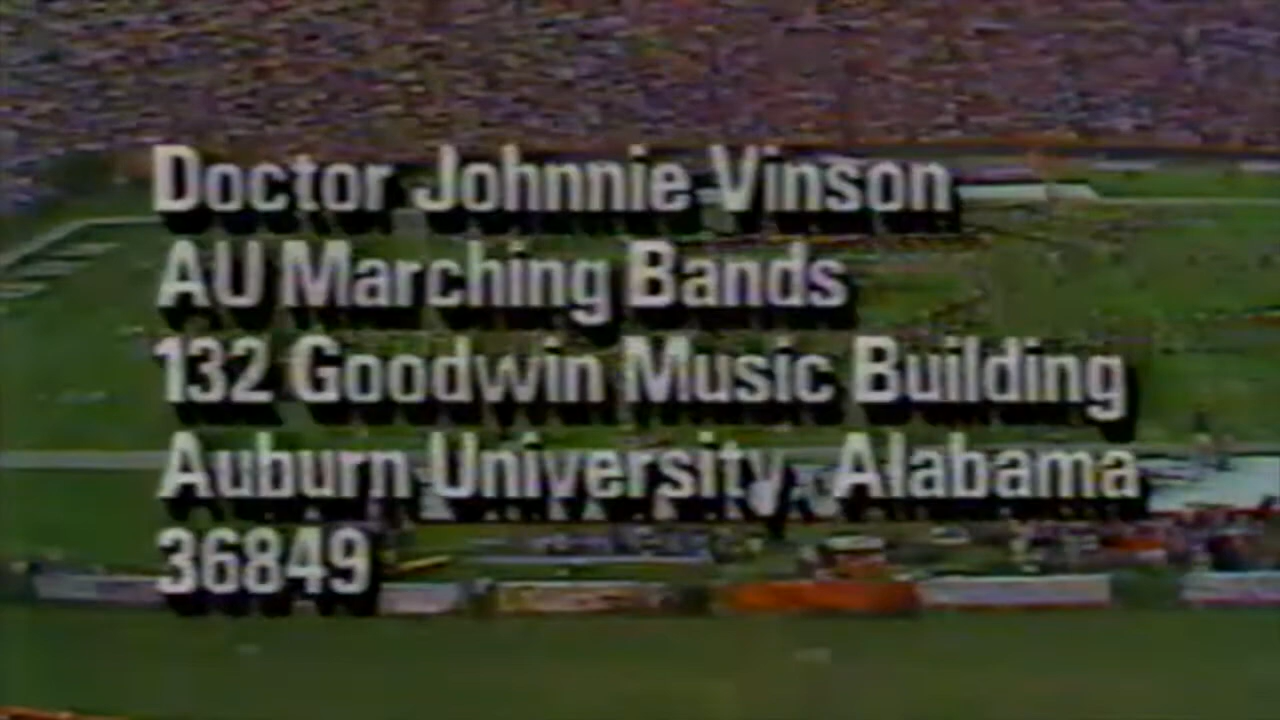 Doctor Johnnie Vinson
AU Marching Bands
132 Goodwin Music Building
Auburn University, Alabama
36849